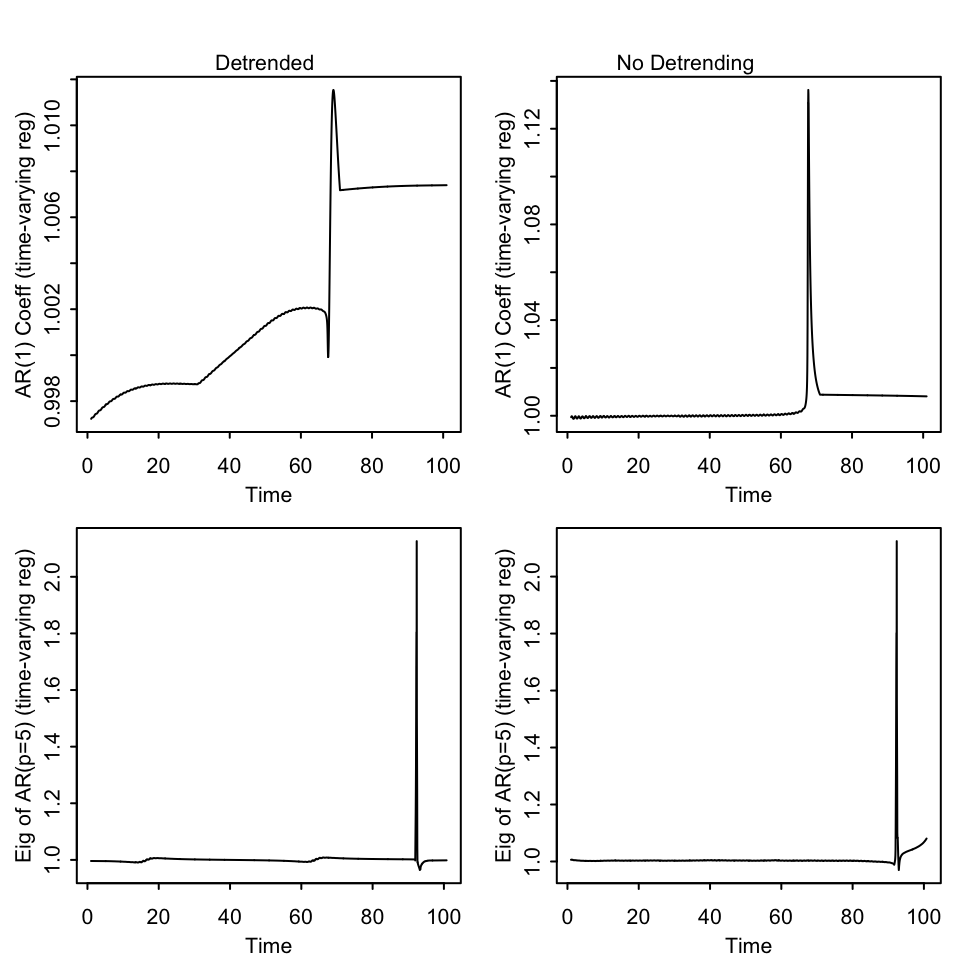 Detrended
AR(1) Coeff (time-varying reg)
1.010
1.006
1.002
0.998
0 20 40 60 80 100
Time
No Detrending
AR(1) Coeff (time-varying reg)
1.12
1.08
1.04
1.00
0 20 40 60 80 100
Time
Eig of AR(p=5) (time-varying reg)
2.0
1.8
1.6
1.4
1.2
1.0
0 20 40 60 80 100
Time
Eig of AR(p=5) (time-varying reg)
2.0
1.8
1.6
1.4
1.2
1.0
0 20 40 60 80 100
Time